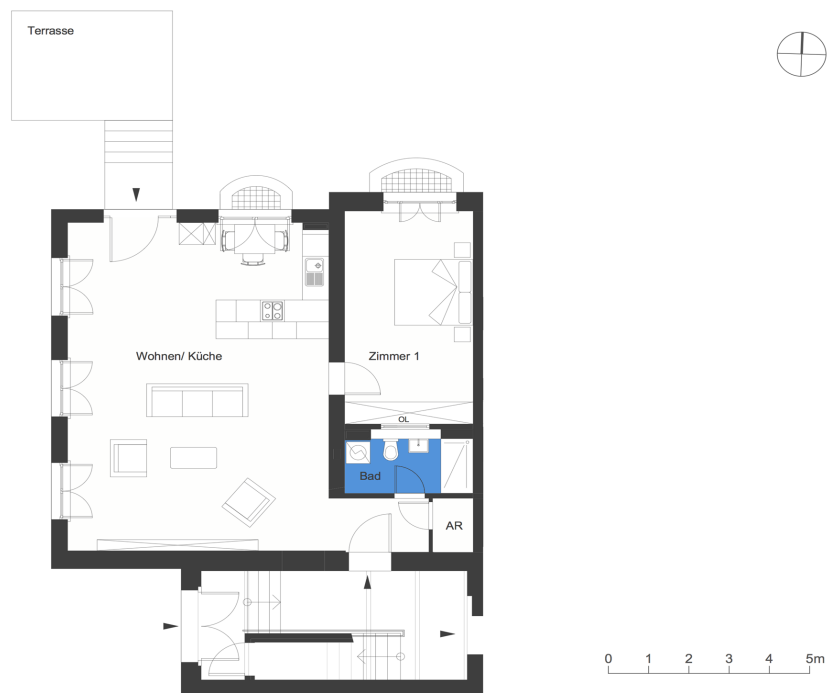 Terrasse
Wohnen/ Küche
Zimmer 1
OL
Bad
AR
0 1 2 3 4 5m